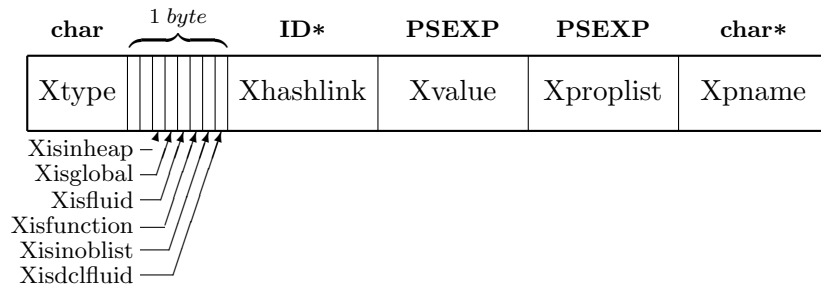 char 1 byte ID* PSEXP PSEXP char*
Xtype Xhashlink Xvalue Xproplist Xpname
Xisinheap
Xisglobal
Xisfluid
Xisfunction
Xisinoblist
Xisdclfluid